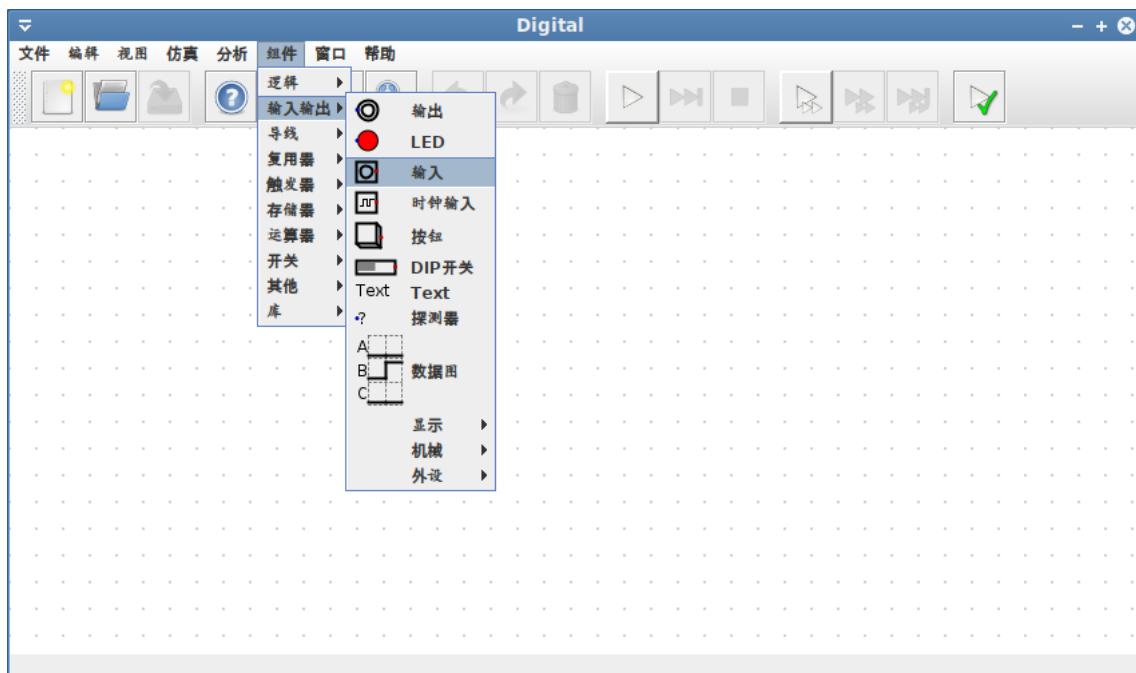 Digital
文件 编辑 视图 仿真 分析 组件 窗口 帮助
逻辑
输入输出
导线
复用器
触发器
存储器
运算器
开关
其他
库
输出
LED
输入
时钟输入
按钮
DIP开关
Text Text
? 探测器
A
B 数据图
C
显示
机械
外设